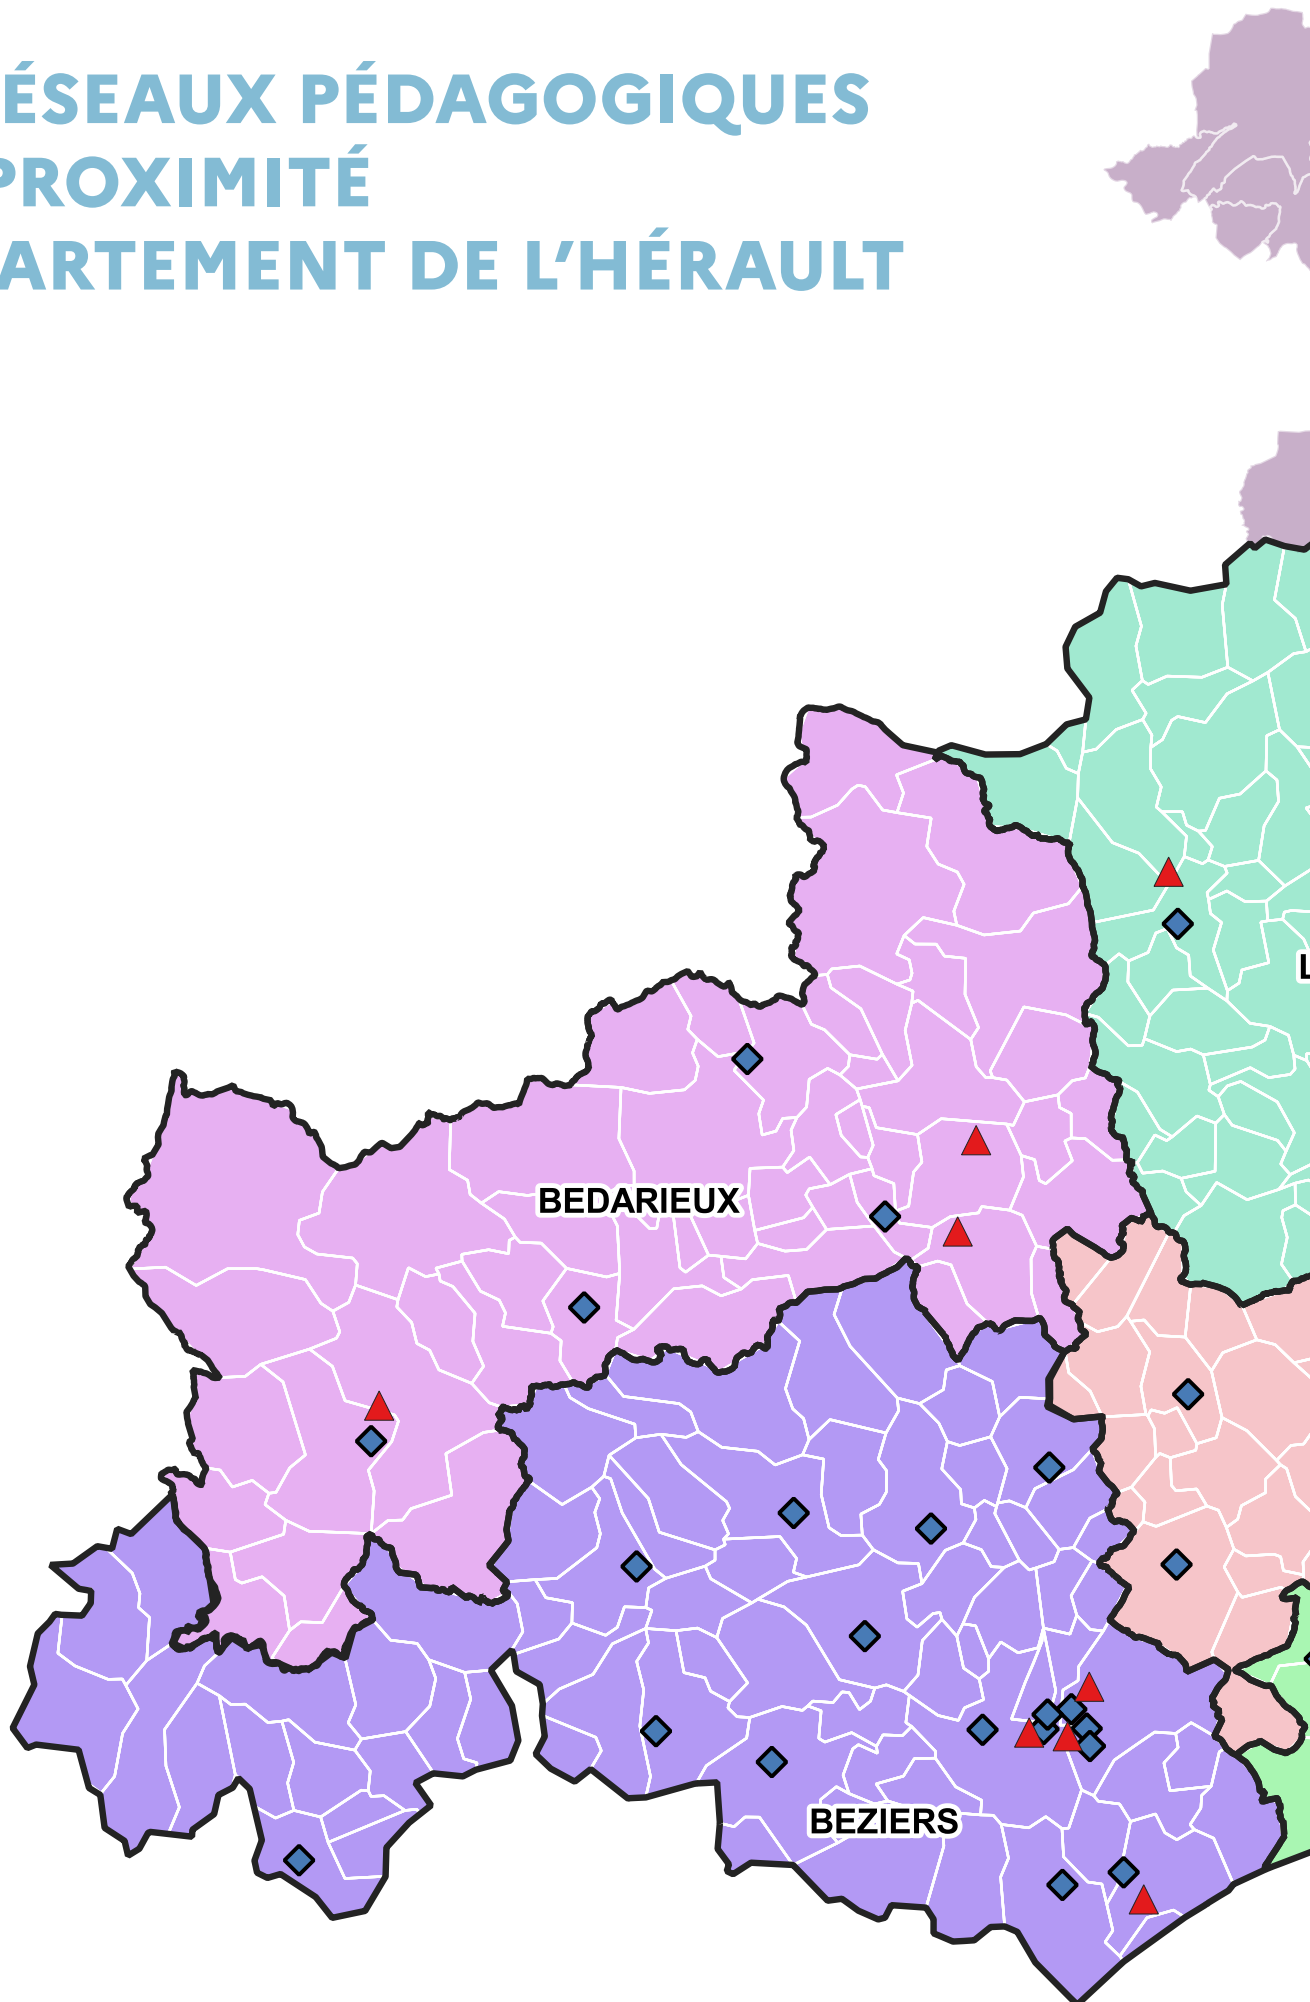 ÉSEAUX PÉDAGOGIQUES
PROXIMITÉ
ARTEMENT DE L'HÉRAULT
L
BEDARIEUX
BEZIERS